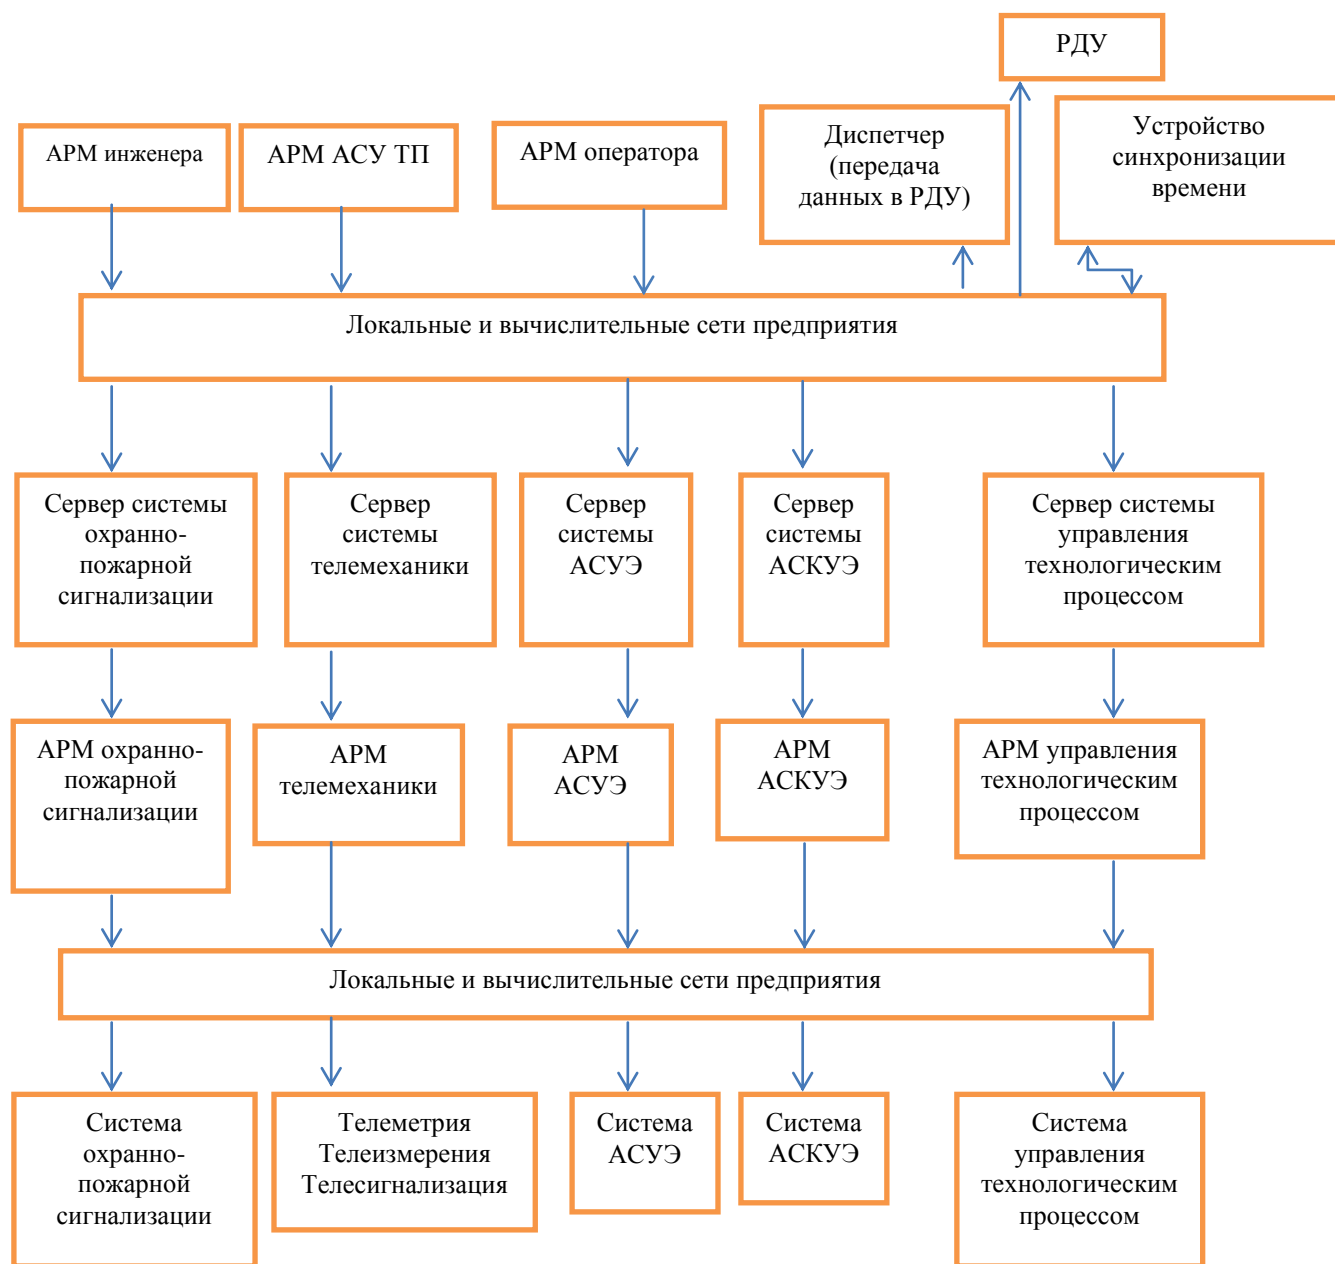 РДУ
АРМ инженера
АРМ АСУ ТП
АРМ оператора
Диспетчер
(передача
данных в РДУ)
Устройство
синхронизации
времени
Локальные и вычислительные сети предприятия
Сервер системы
охранно-
пожарной
сигнализации
Сервер
системы
телемеханики
Сервер
системы
АСУЭ
Сервер
системы
АСКУЭ
Сервер системы
управления
технологическим
процессом
АРМ охранно-
пожарной
сигнализации
АРМ
телемеханики
АРМ
АСУЭ
АРМ
АСКУЭ
АРМ управления
технологическим
процессом
Локальные и вычислительные сети предприятия
Система
охранно-
пожарной
сигнализации
Телеметрия
Телеизмерения
Телесигнализация
Система
АСУЭ
Система
АСКУЭ
Система
управления
технологическим
процессом